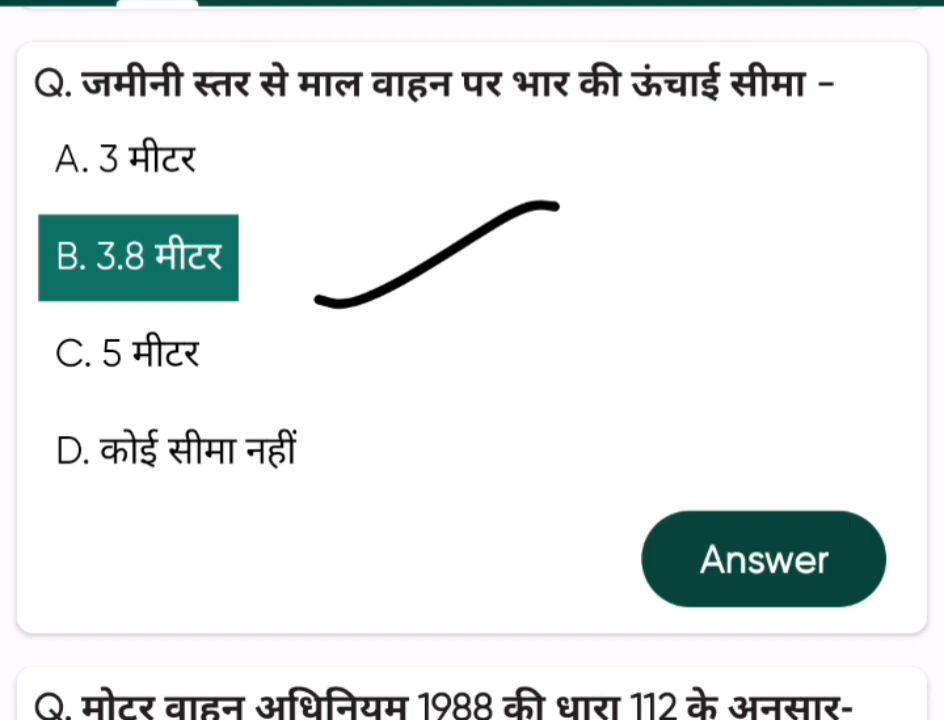 Q. जमीनी स्तर से माल वाहन पर भार की ऊंचाई सीमा -
A. 3 मीटर
B. 3.8 मीटर
C. 5 मीटर
D. कोई सीमा नहीं
Answer
Q. मोटर वाहन अधिनियम 1988 की धारा 112 के अनुसार-